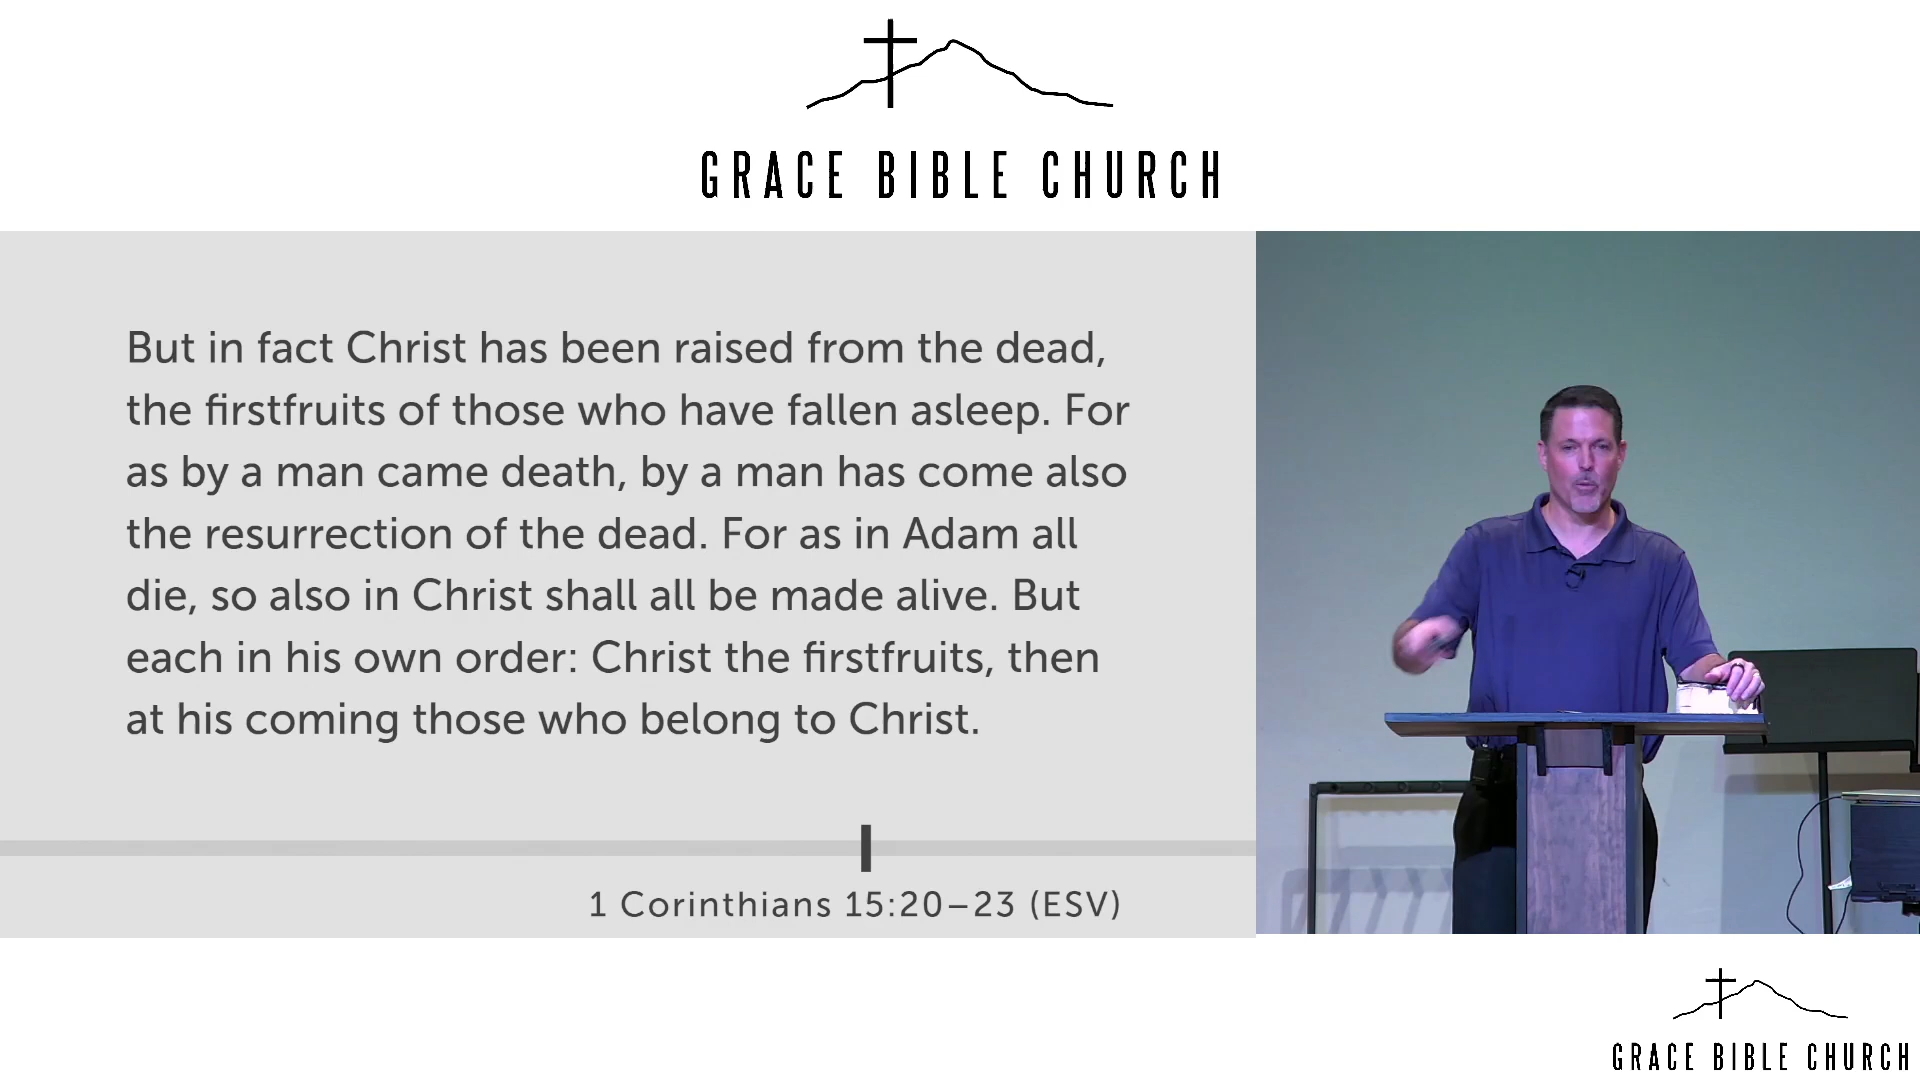 GRACE BIBLE CHURCH
But in fact Christ has been raised from the dead,
the firstfruits of those who have fallen asleep. For
as by a man came death, by a man has come also
the resurrection of the dead. For as in Adam all
die, so also in Christ shall all be made alive. But
each in his own order: Christ the firstfruits, then
at his coming those who belong to Christ.
1 Corinthians 15:20–23 (ESV)
GRACE BIBLE CHURCH